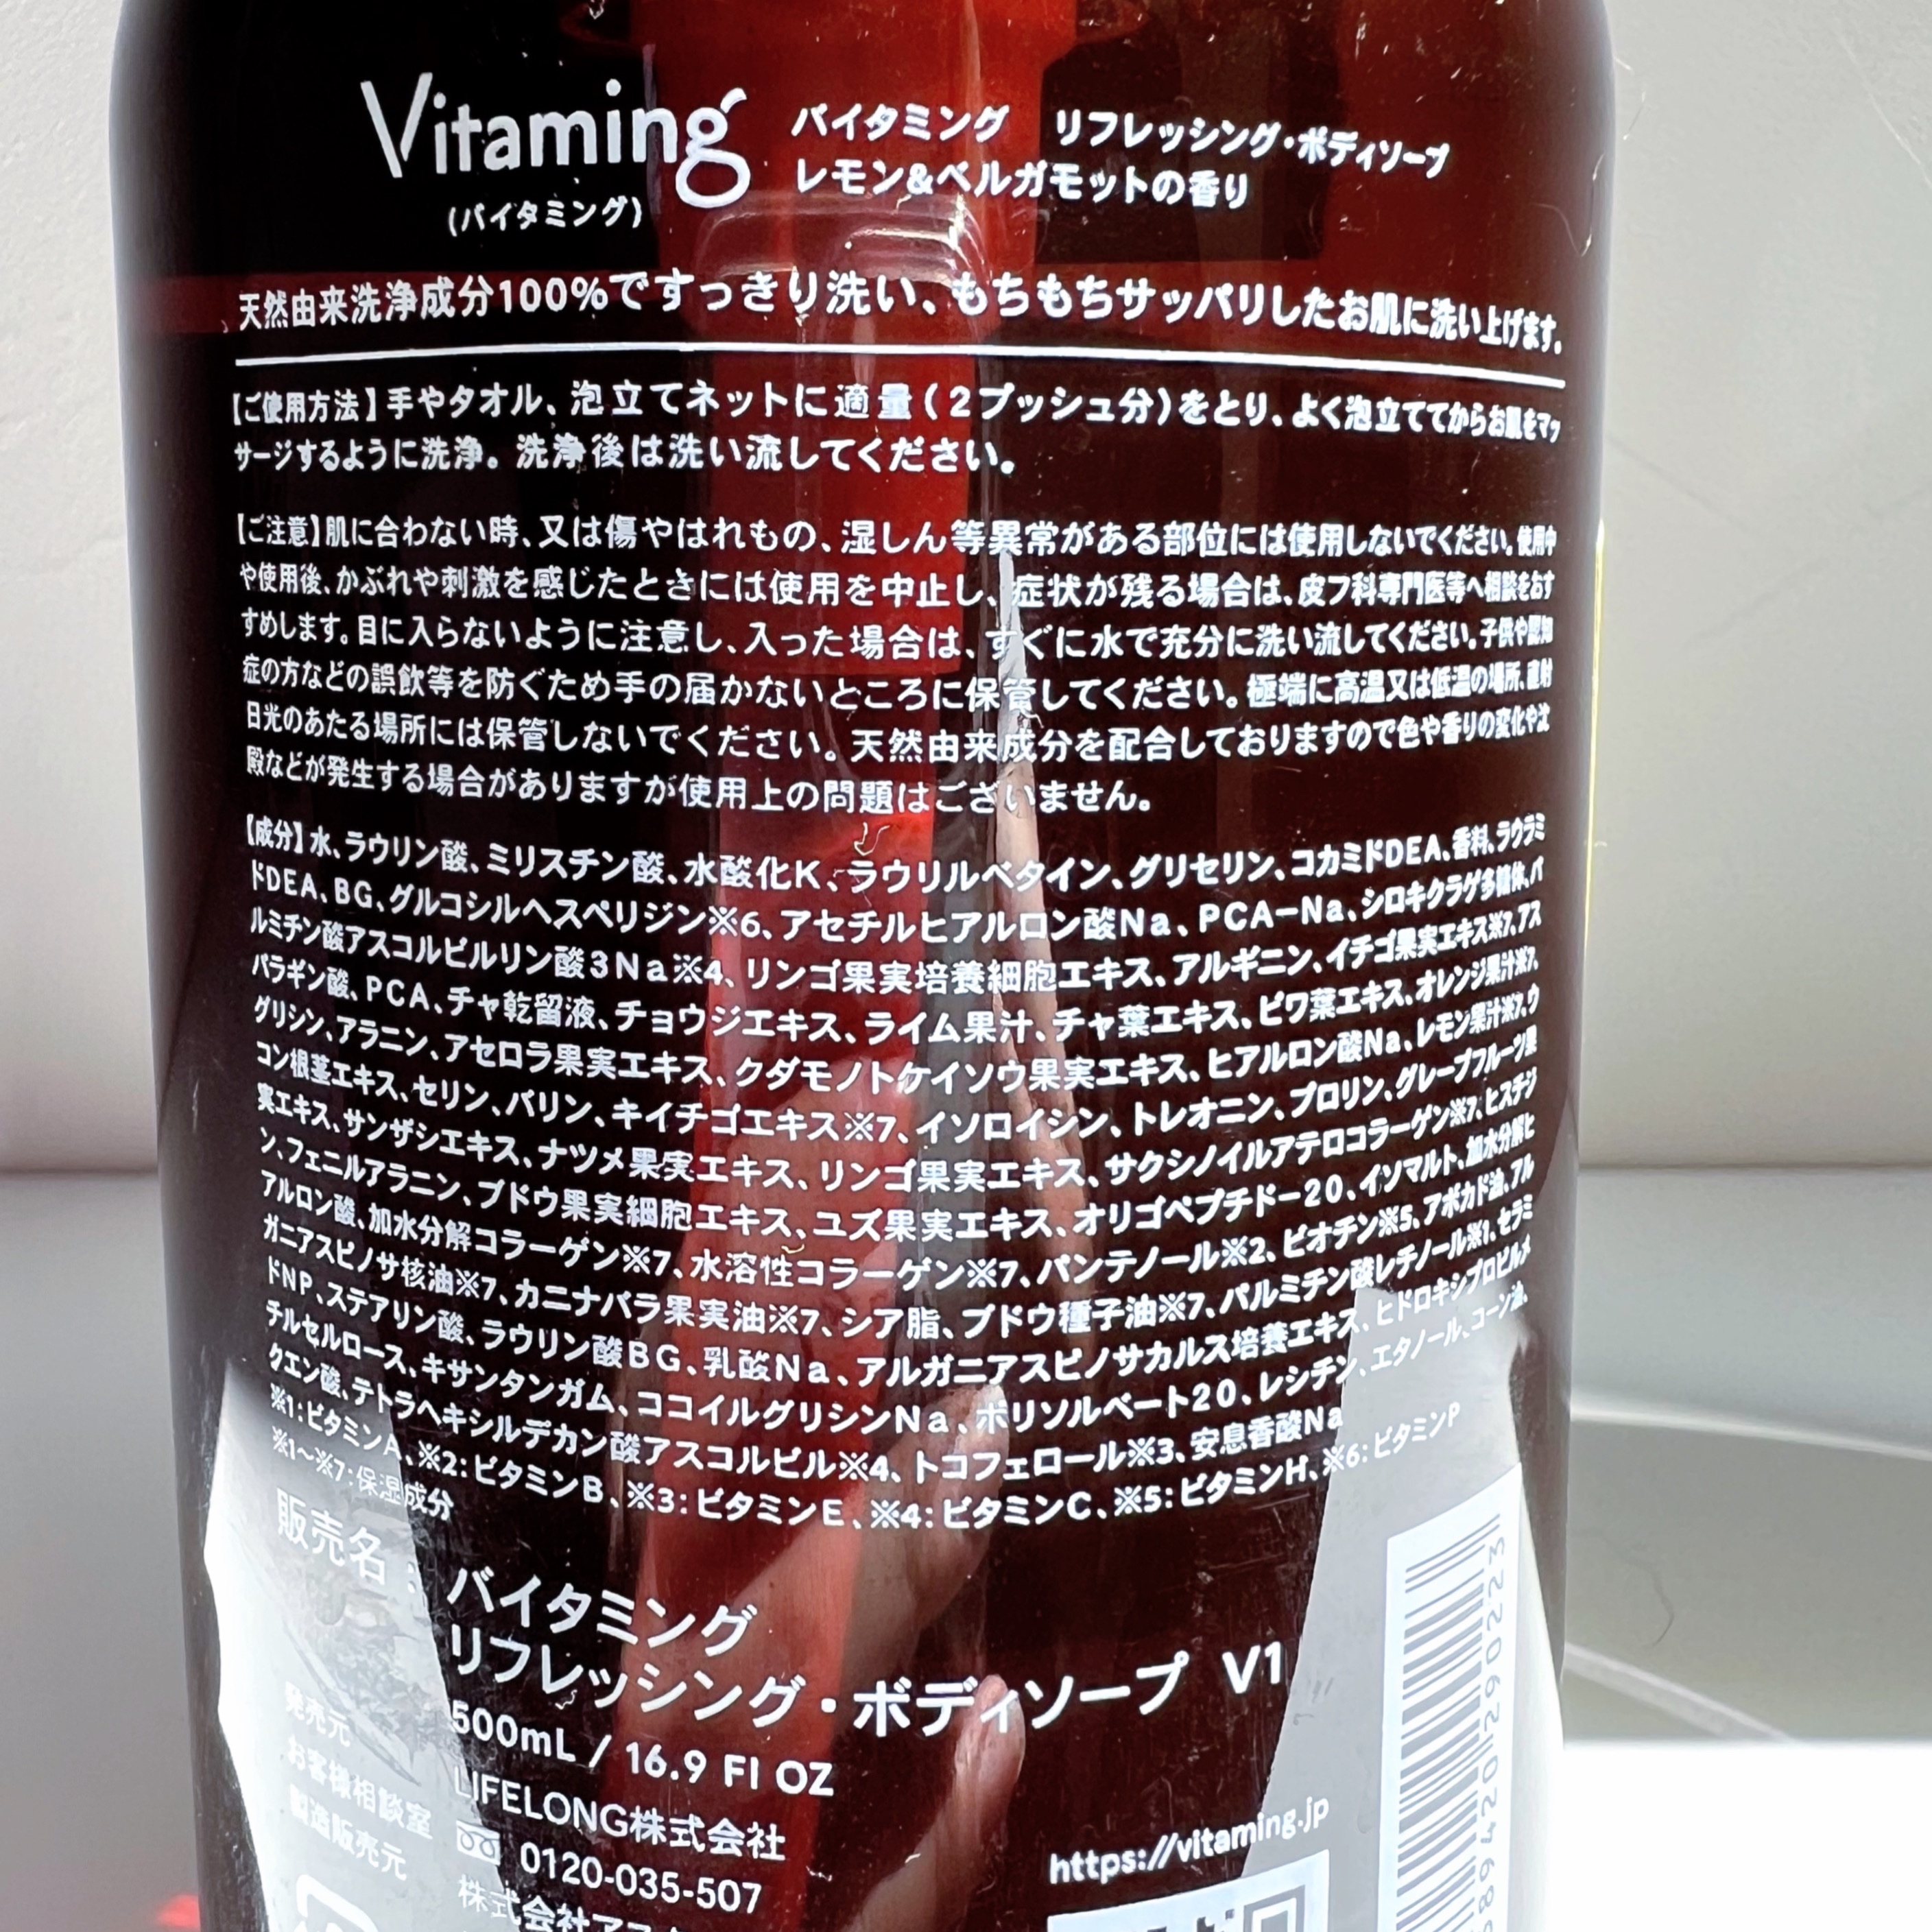 Vitaming
(バイタミング)
バイタミング　リフレッシング・ボディソープ
レモン&ベルガモットの香り
天然由来洗浄成分100%ですっきり洗い、もちもちサッパリしたお肌に洗い上げます。
【ご使用方法】手やタオル、泡立てネットに適量(2プッシュ分)をとり、よく泡立ててからお肌をマッ
サージするように洗浄。洗浄後は洗い流してください。
【ご注意】肌に合わない時、又は傷やはれもの、湿しん等異常がある部位には使用しないでください。使用中
や使用後、かぶれや刺激を感じたときには使用を中止し、症状が残る場合は、皮フ科専門医等へ相談をおす
すめします。目に入らないように注意し、入った場合は、すぐに水で充分に洗い流してください。子供や認知
症の方などの誤飲等を防ぐため手の届かないところに保管してください。極端に高温又は低温の場所、直射
日光のあたる場所には保管しないでください。天然由来成分を配合しておりますので色や香りの変化や沈
殿などが発生する場合がありますが使用上の問題はございません。
【成分】水、ラウリン酸、ミリスチン酸、水酸化K、ラウリルベタイン、グリセリン、コカミドDEA、香料、ラウラミ
ドDEA、BG、グルコシルヘスペリジン※6、アセチルヒアルロン酸Na、PCA-Na、シロキクラゲ多糖体、パ
ルミチン酸アスコルビルリン酸3Na※4、リンゴ果実培養細胞エキス、アルギニン、イチゴ果実エキス※7、アス
パラギン酸、PCA、チャ乾留液、チョウジエキス、ライム果汁、チャ葉エキス、ビワ葉エキス、オレンジ果汁※7、
グリシン、アラニン、アセロラ果実エキス、クダモノトケイソウ果実エキス、ヒアルロン酸Na、レモン果汁※7、ウ
コン根茎エキス、セリン、バリン、キイチゴエキス※7、イソロイシン、トレオニン、プロリン、グレープフルーツ果
実エキス、サンザシエキス、ナツメ果実エキス、リンゴ果実エキス、サクシノイルアテロコラーゲン※7、ヒスチジ
ン、フェニルアラニン、ブドウ果実細胞エキス、ユズ果実エキス、オリゴペプチド-20、イソマルト、加水分解ヒ
アルロン酸、加水分解コラーゲン※7、水溶性コラーゲン※7、パンテノール※2、ビオチン※5、アボカド油、アル
ガニアスピノサ核油※7、カニナバラ果実油※7、シア脂、ブドウ種子油※7、パルミチン酸レチノール※1、セラミ
ドNP、ステアリン酸、ラウリン酸BG、乳酸Na、アルガニアスピノサカルス培養エキス、ヒドロキシプロピルメ
チルセルロース、キサンタンガム、ココイルグリシンNa、ポリソルベート20、レシチン、エタノール、コーン油、
クエン酸、テトラヘキシルデカン酸アスコルビル※4、トコフェロール※3、安息香酸Na
※1:ビタミンA、※2:ビタミンB、※3:ビタミンE、※4:ビタミンC、※5:ビタミンH、※6:ビタミンP
※1~※7:保湿成分
販売名: バイタミング
リフレッシング・ボディソープ V1
500mL / 16.9 Fl OZ
発売元 LIFELONG株式会社
お客様相談室 0120-035-507
製造販売元 株式会社
https://vitaming.jp
589420290223